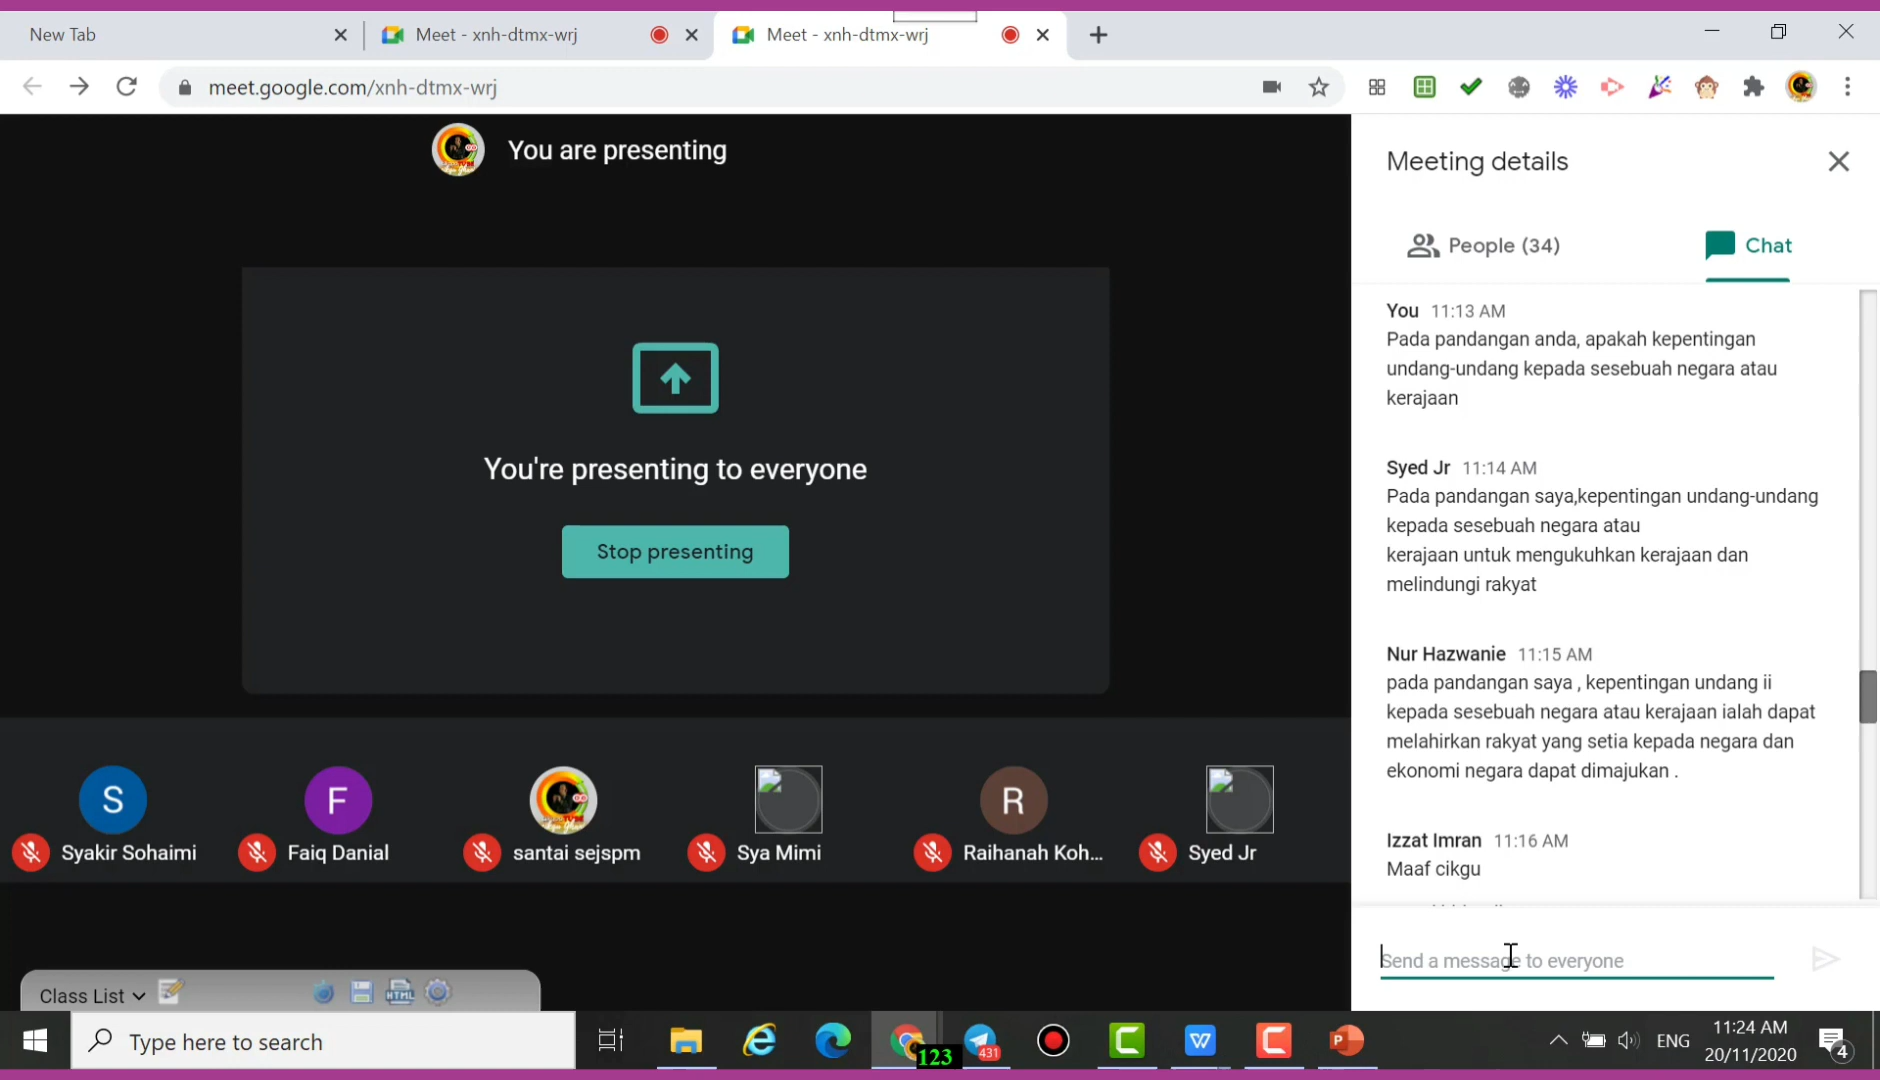 New Tab
Meet - xnh-dtmx-wrj
Meet - xnh-dtmx-wrj
meet.google.com/xnh-dtmx-wrj
You are presenting
You're presenting to everyone
Stop presenting
Syakir Sohaimi
Faiq Danial
santai sejspm
Sya Mimi
Raihanah Koh...
Syed Jr
S
F
R
Class List
HTML
Meeting details
People (34)
Chat
You 11:13 AM
Pada pandangan anda, apakah kepentingan
undang-undang kepada sesebuah negara atau
kerajaan
Syed Jr 11:14 AM
Pada pandangan saya,kepentingan undang-undang
kepada sesebuah negara atau
kerajaan untuk mengukuhkan kerajaan dan
melindungi rakyat
Nur Hazwanie 11:15 AM
pada pandangan saya , kepentingan undang ii
kepada sesebuah negara atau kerajaan ialah dapat
melahirkan rakyat yang setia kepada negara dan
ekonomi negara dapat dimajukan .
Izzat Imran 11:16 AM
Maaf cikgu
Send a message to everyone
Type here to search
123
431
W
P
ENG
11:24 AM
20/11/2020
4